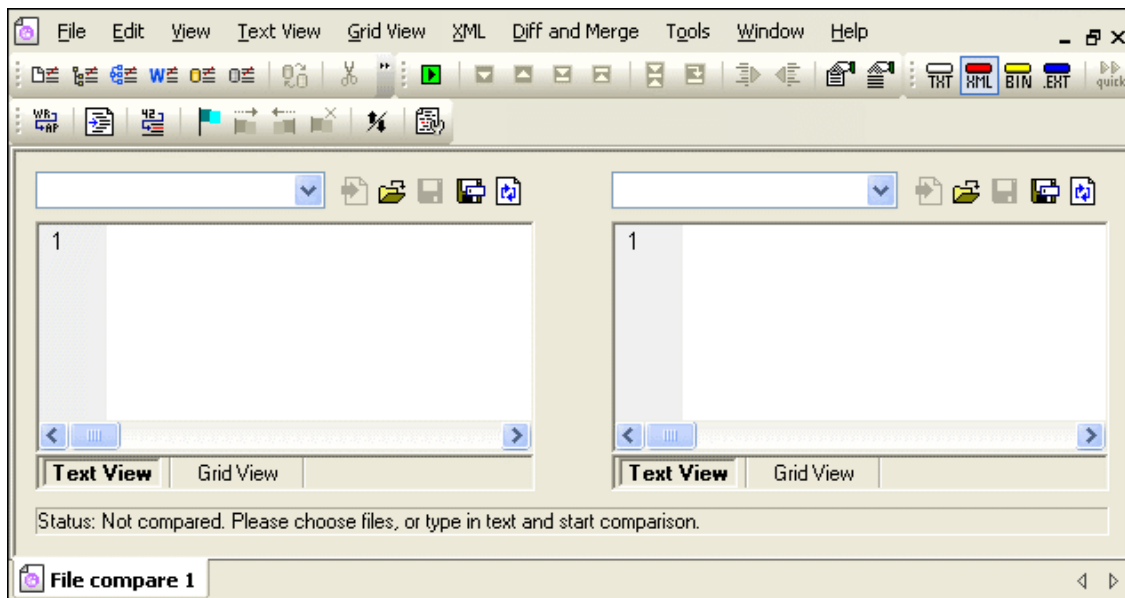 File Edit View Text View Grid View XML Diff and Merge Tools Window Help
TXT XML BIN .EXT quick
1 1
Text View Grid View Text View Grid View
Status: Not compared. Please choose files, or type in text and start comparison.
File compare 1